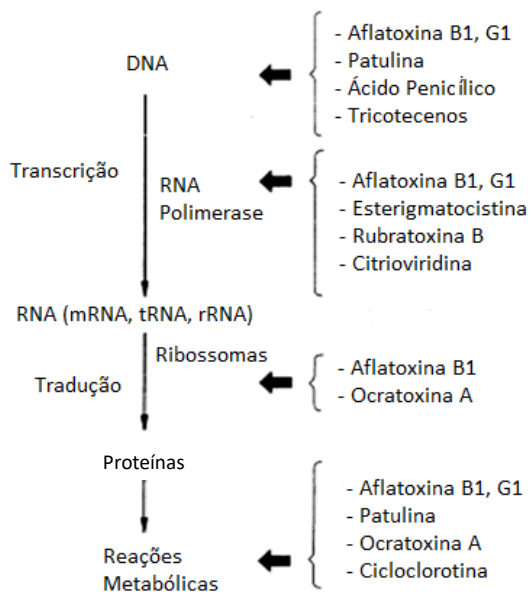 DNA
- Aflatoxina B1, G1
- Patulina
- Ácido Penicílico
- Tricotecenos
Transcrição
RNA
Polimerase
- Aflatoxina B1, G1
- Esterigmatocistina
- Rubratoxina B
- Citrioviridina
RNA (mRNA, tRNA, rRNA)
Ribossomas
Tradução
- Aflatoxina B1
- Ocratoxina A
Proteínas
Reações
Metabólicas
- Aflatoxina B1, G1
- Patulina
- Ocratoxina A
- Cicloclorotina